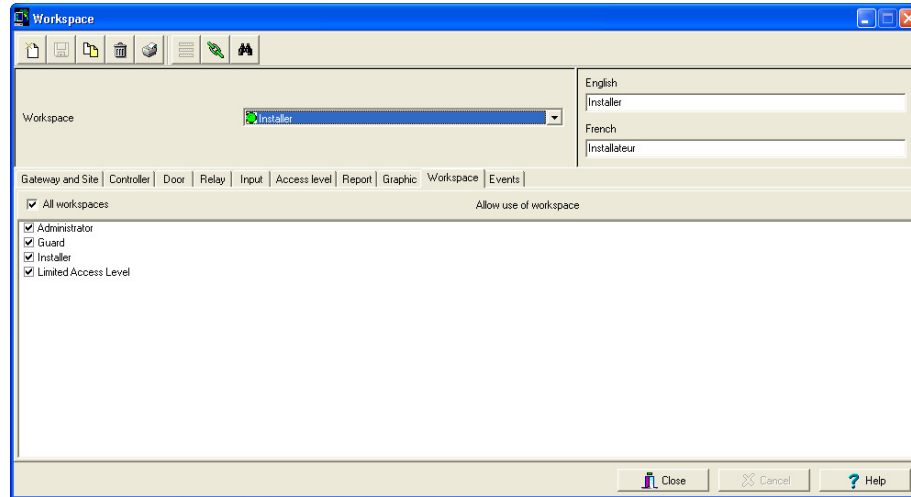 Workspace
Workspace
Installer
English
Installer
French
Installateur
Gateway and Site Controller Door Relay Input Access level Report Graphic Workspace Events
All workspaces Allow use of workspace
Administrator
Guard
Installer
Limited Access Level
Close Cancel Help